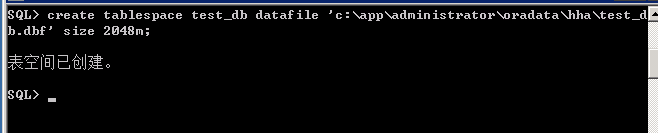 SQL> create tablespace test_db datafile 'c:\app\administrator\oradata\hha\test_d
b.dbf' size 2048m;
表空间已创建。
SQL> _